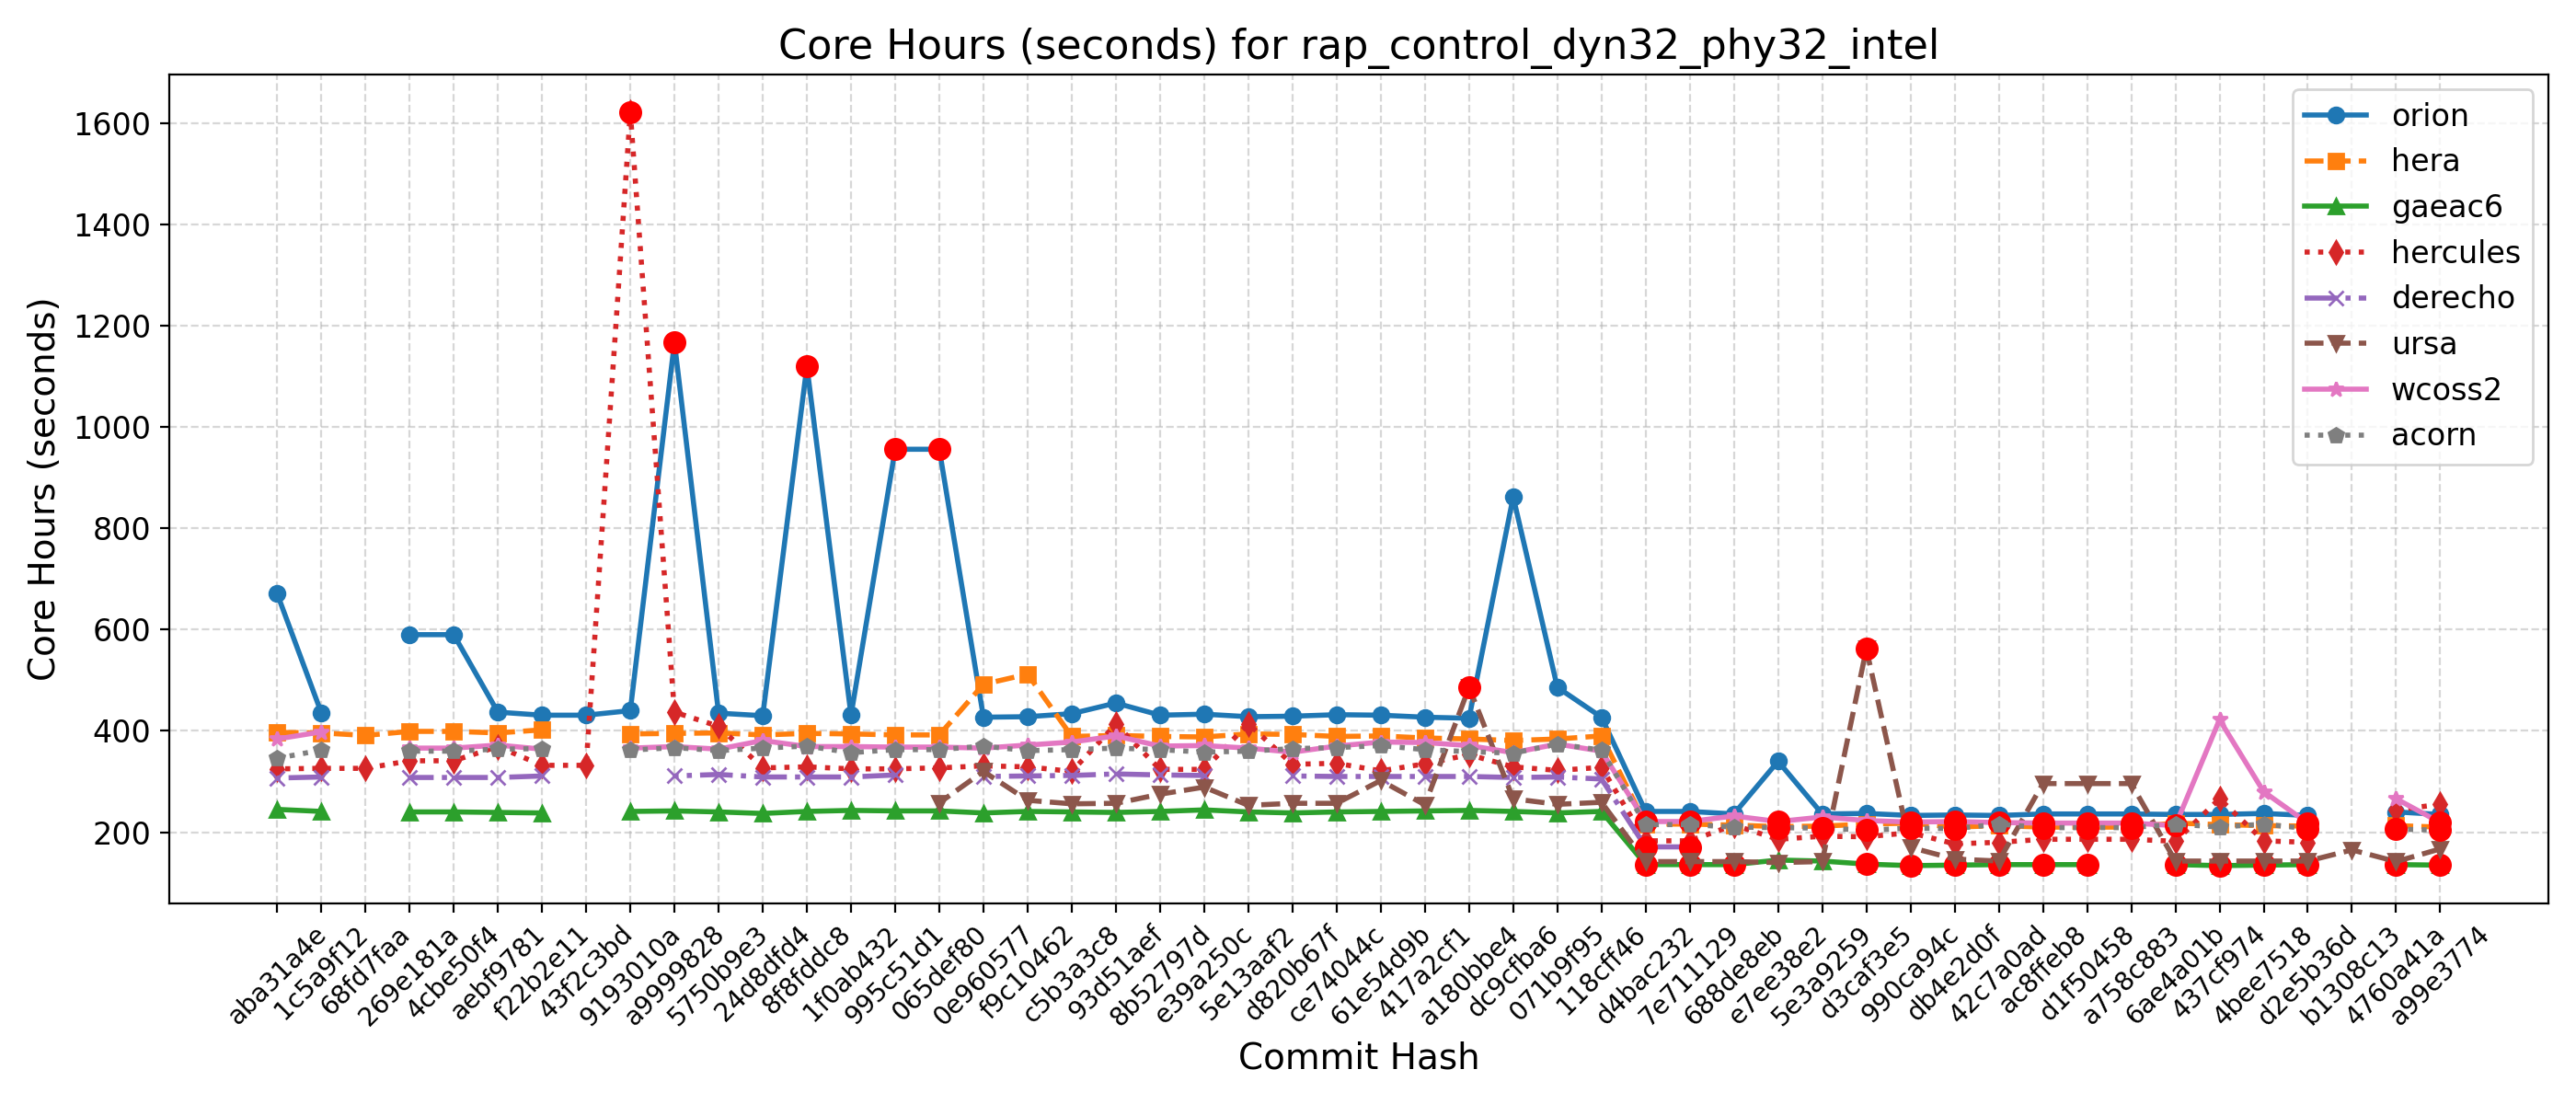 Core Hours (seconds) for rap_control_dyn32_phy32_intel
Core Hours (seconds)
1600
1400
1200
1000
800
600
400
200
orion
hera
gaeac6
hercules
derecho
ursa
wcoss2
acorn
aba31a4e
1c5a9f12
68fd7faa
269e181a
4cbe50f4
aebf9781
f22b2e11
43f2c3bd
9193010a
a9999828
5750b9e3
24d8dfd4
8f8fddc8
1f0ab432
995c51d1
065def80
0e960577
f9c10462
c5b3a3c8
93d51aef
8b52797d
e39a250c
5e13aaf2
d820b67f
ce74044c
61e54d9b
417a2cf1
a180bbe4
dc9cfba6
071b9f95
118cff46
d4bac232
7e711129
688de8eb
e7ee38e2
5e3a9259
d3caf3e5
990ca94c
db4e2d0f
42c7a0ad
ac8ffeb8
d1f50458
a758c883
6ae4a01b
437cf974
4bee7518
d2e5b36d
b1308c13
4760a41a
a99e3774
Commit Hash